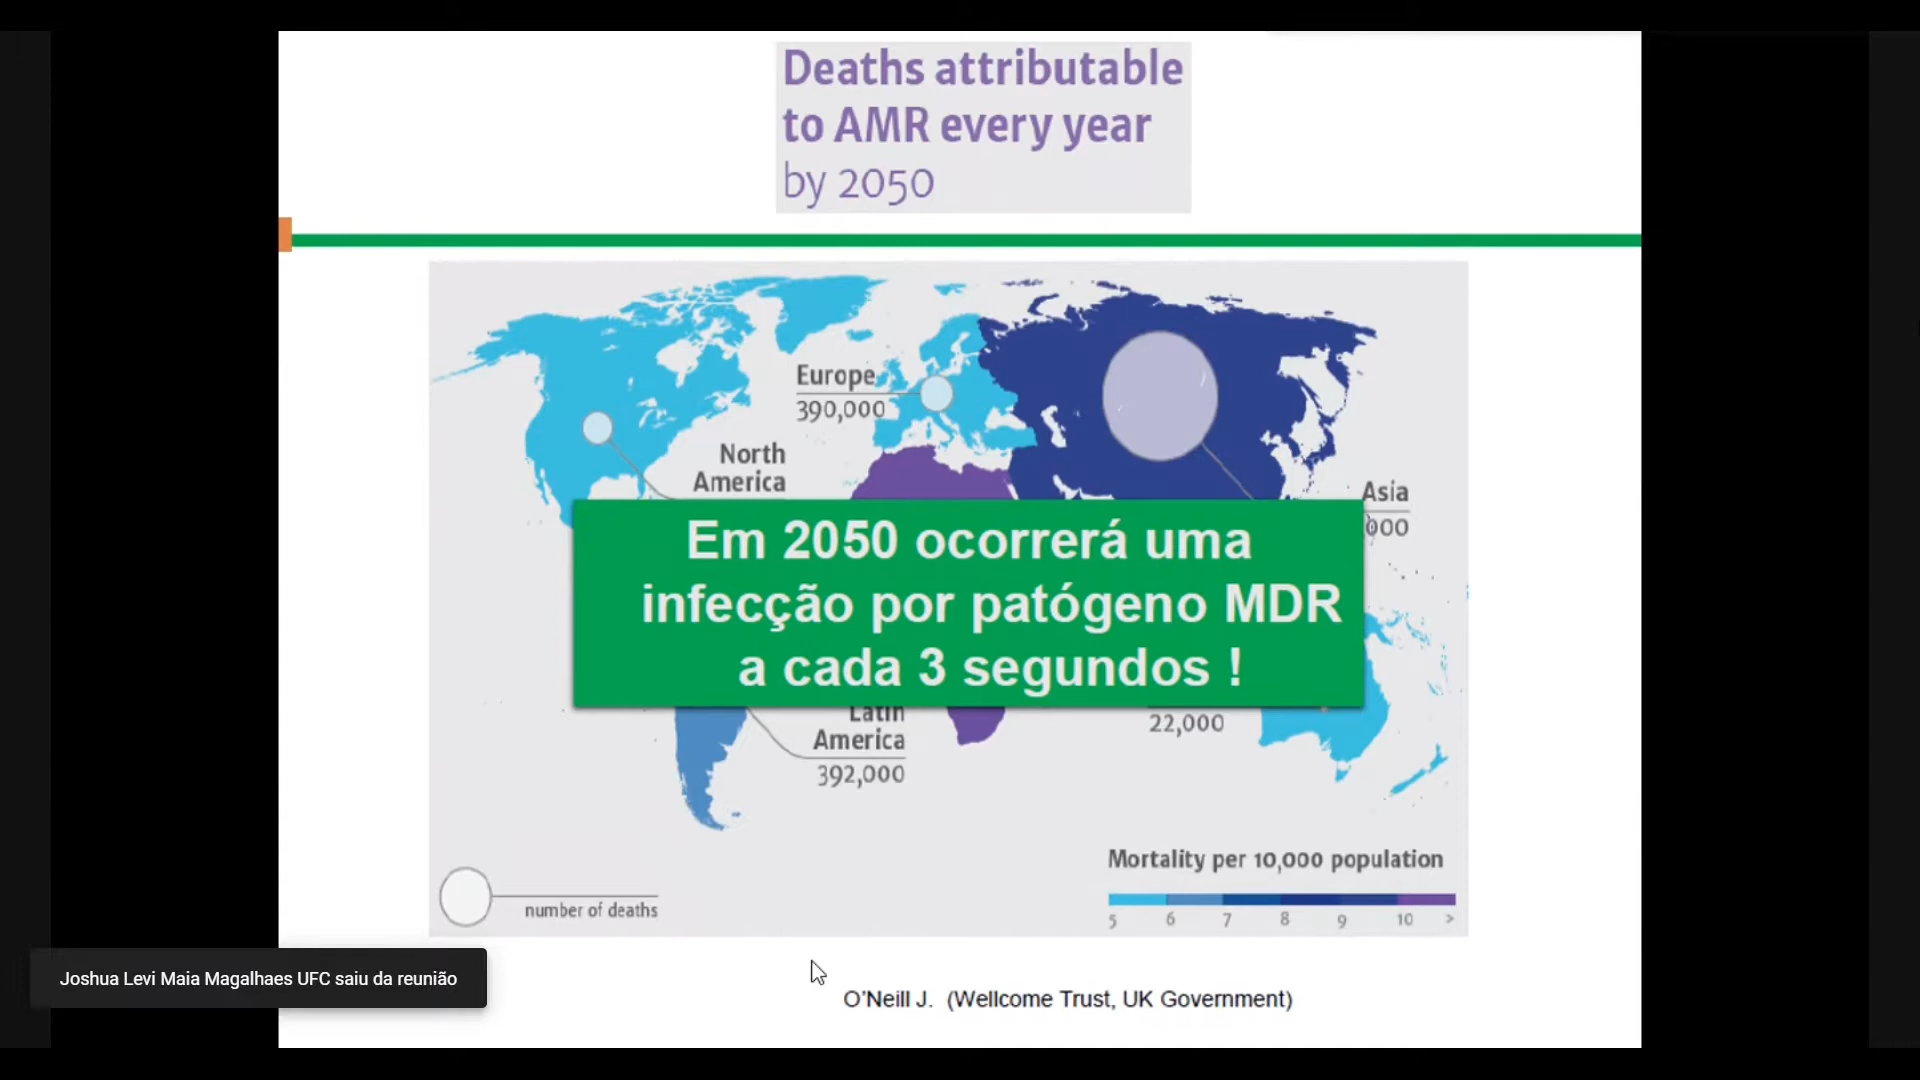 Deaths attributable
to AMR every year
by 2050
Europe
390,000
North
America
Asia
000
Em 2050 ocorrerá uma
infecção por patógeno MDR
a cada 3 segundos !
Latin
America
392,000
22,000
Mortality per 10,000 population
5 6 7 8 9 10 >
number of deaths
Joshua Levi Maia Magalhaes UFC saiu da reunião
O'Neill J. (Wellcome Trust, UK Government)